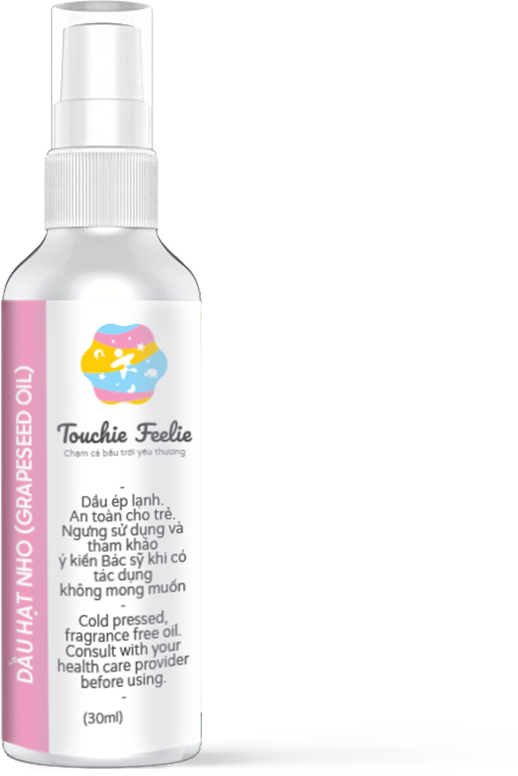 Touchie Feelie
Chạm cả bầu trời yêu thương
DẦU HẠT NHO (GRAPESEED OIL)
-
Dầu ép lạnh.
An toàn cho trẻ.
Ngưng sử dụng và
tham khảo
ý kiến Bác sỹ khi có
tác dụng
không mong muốn
-
Cold pressed,
fragrance free oil.
Consult with your
health care provider
before using.
-
(30ml)